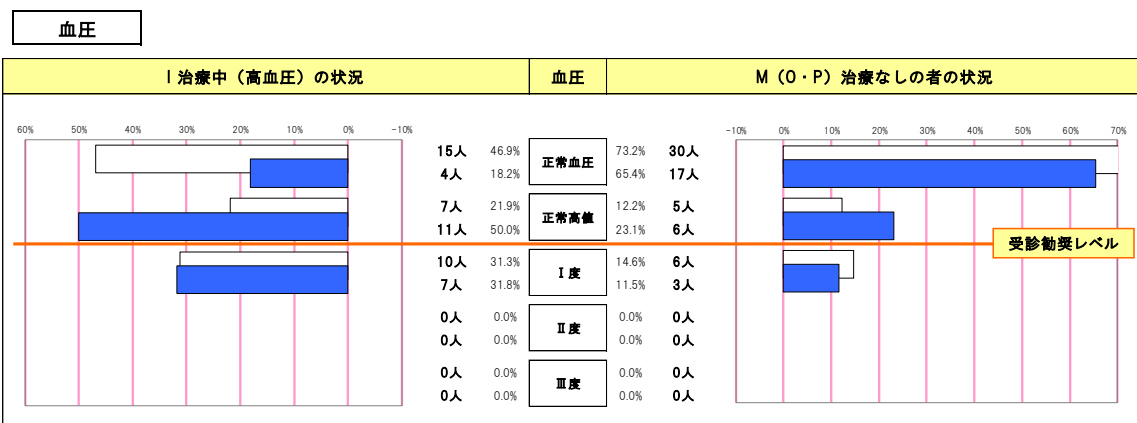 血圧
Ⅰ治療中（高血圧）の状況 血圧 M（O・P）治療なしの者の状況
60% 50% 40% 30% 20% 10% 0% -10% -10% 0% 10% 20% 30% 40% 50% 60% 70%
15人 46.9% 正常血圧 73.2% 30人
4人 18.2% 65.4% 17人
7人 21.9% 正常高値 12.2% 5人
11人 50.0% 23.1% 6人
受診勧奨レベル
10人 31.3% Ⅰ度 14.6% 6人
7人 31.8% 11.5% 3人
0人 0.0% Ⅱ度 0.0% 0人
0人 0.0% 0.0% 0人
0人 0.0% Ⅲ度 0.0% 0人
0人 0.0% 0.0% 0人